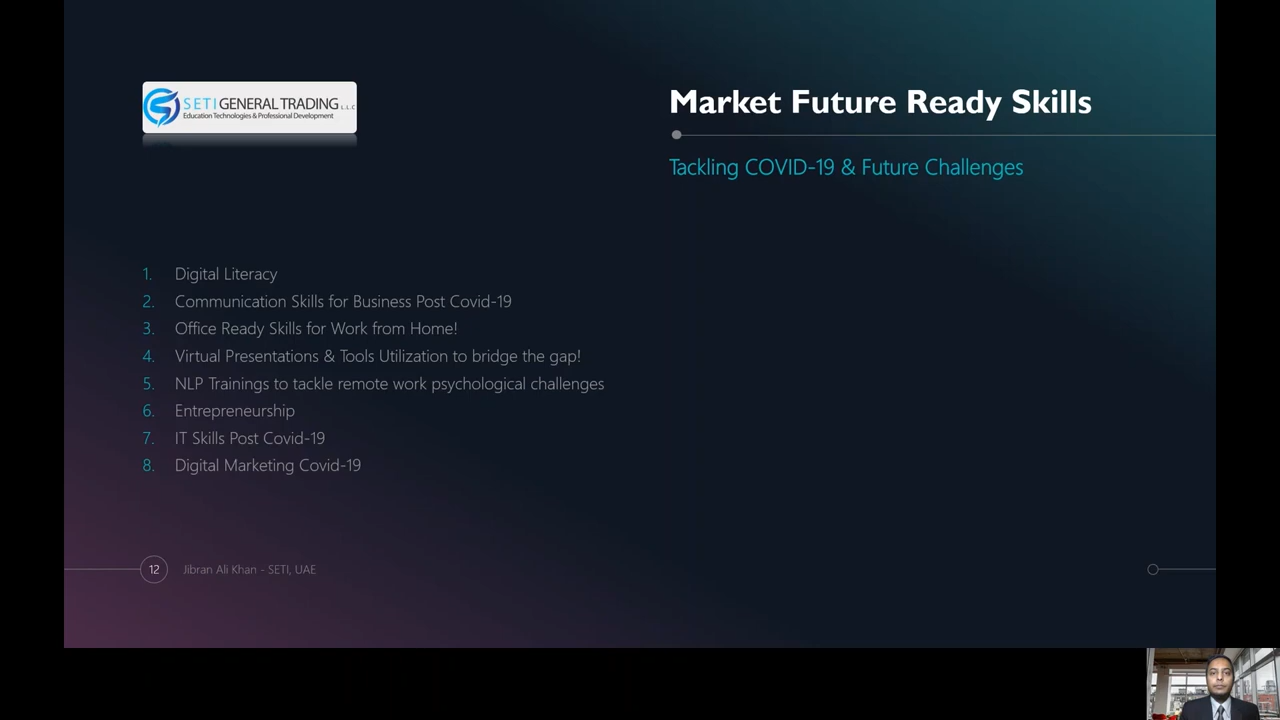 SETI GENERAL TRADING L.L.C
Education Technologies & Professional Development
Market Future Ready Skills
Tackling COVID-19 & Future Challenges
1. Digital Literacy
2. Communication Skills for Business Post Covid-19
3. Office Ready Skills for Work from Home!
4. Virtual Presentations & Tools Utilization to bridge the gap!
5. NLP Trainings to tackle remote work psychological challenges
6. Entrepreneurship
7. IT Skills Post Covid-19
8. Digital Marketing Covid-19
12 Jibran Ali Khan - SETI, UAE